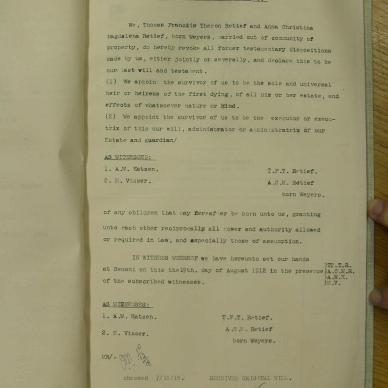 We, Thomas Francois Theron Retief and Anna Christina
Magdalena Retief, born Weyers, married out of community of
property, do hereby revoke all former testamentary dispositions
made by us, either jointly or severally, and declare this to be
our last will and testament.
(1) We appoint the survivor of us to be the sole and universal
heir or heiress of the first dying, of all his or her estate, and
effects of whatsoever nature or kind.
(2) We appoint the survivor of us to be the executor or execu-
trix of this our will, administrator or administratrix of our
Estate and guardian/
AS WITNESSES:
1. A.W.
2. M. Visser.
T.F.T. Retief.
A.C.M. Retief
born Weyers.
of any children that may hereafter be born unto us, granting
unto each other reciprocally all power and authority allowed
or required in law, and especially those of assumption.
IN WITNESS WHEREOF we have hereunto set our hands
at Benoni on this the 19th. day of August 1918 in the presence
of the subscribed witnesses.
T.F.T.R.
A.C.M.R.
M.V.
AS WITNESSES:
1. A.W.
2. M. Visser.
T.F.T. Retief.
A.C.M. Retief
born Weyers.
RECEIVED ORIGINAL WILL.